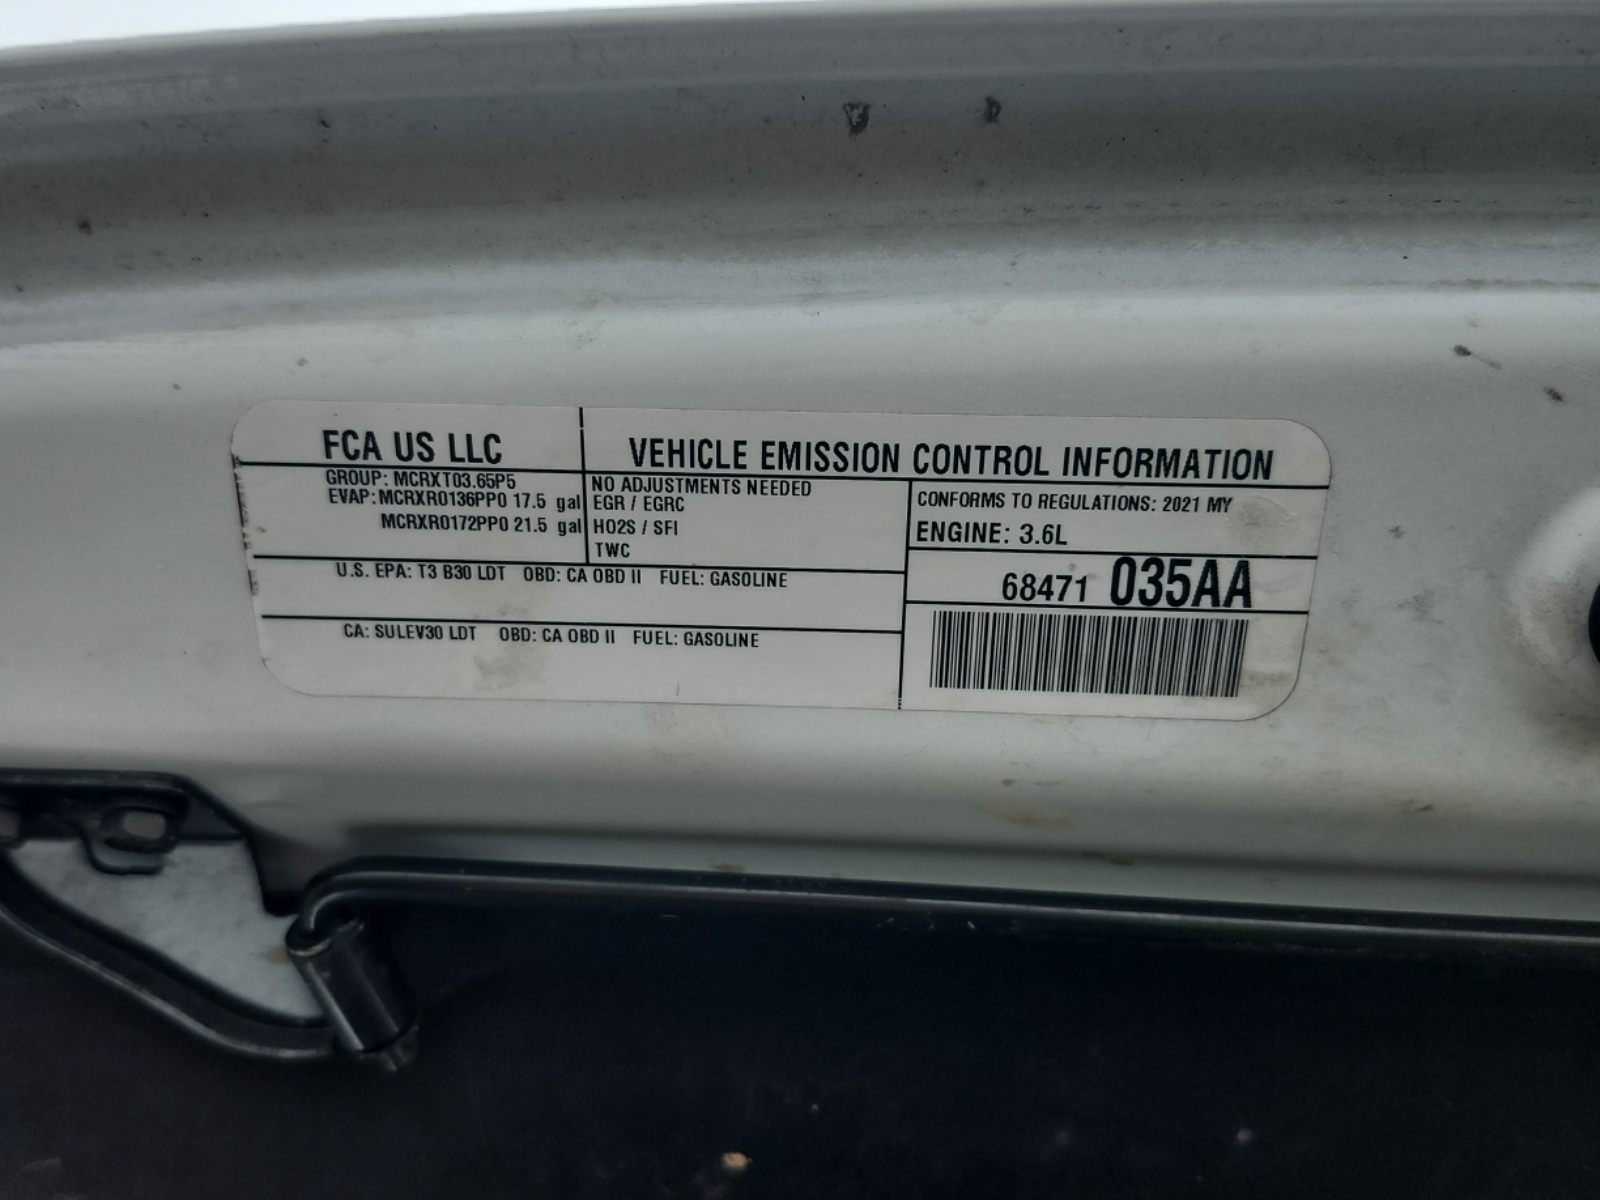 FCA US LLC
VEHICLE EMISSION CONTROL INFORMATION
GROUP: MCRXT03.65P5
EVAP: MCRXR0136PP0 17.5 gal
MCRXR0172PP0 21.5 gal
NO ADJUSTMENTS NEEDED
EGR / EGRC
HO2S / SFI
TWC
CONFORMS TO REGULATIONS: 2021 MY
ENGINE: 3.6L
68471 035AA
U.S. EPA: T3 B30 LDT OBD: CA OBD II FUEL: GASOLINE
CA: SULEV30 LDT OBD: CA OBD II FUEL: GASOLINE